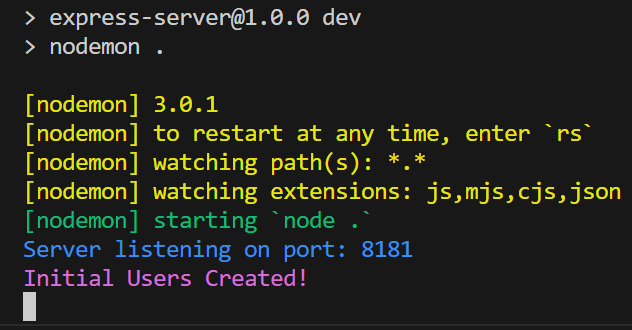 > express-server@1.0.0 dev
> nodemon .
[nodemon] 3.0.1
[nodemon] to restart at any time, enter `rs`
[nodemon] watching path(s): *.*
[nodemon] watching extensions: js,mjs,cjs,json
[nodemon] starting `node .`
Server listening on port: 8181
Initial Users Created!